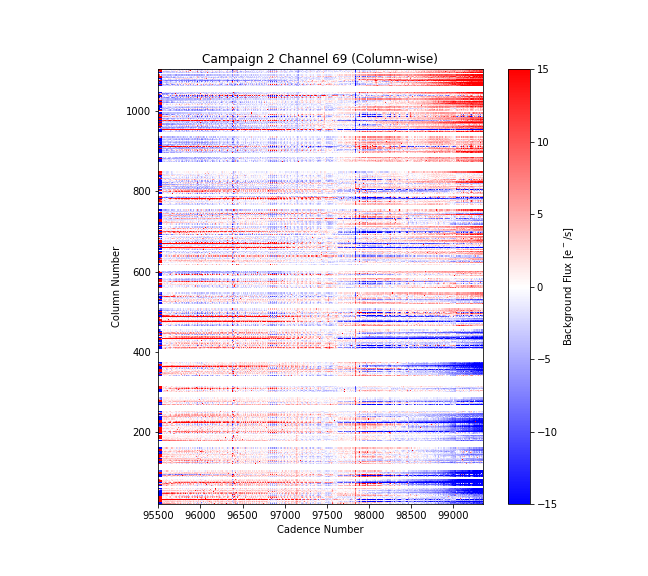 Campaign 2 Channel 69 (Column-wise)
Column Number
1000
800
600
400
200
95500 96000 96500 97000 97500 98000 98500 99000
Cadence Number
15
10
5
0
−5
−10
−15
Background Flux [e⁻/s]